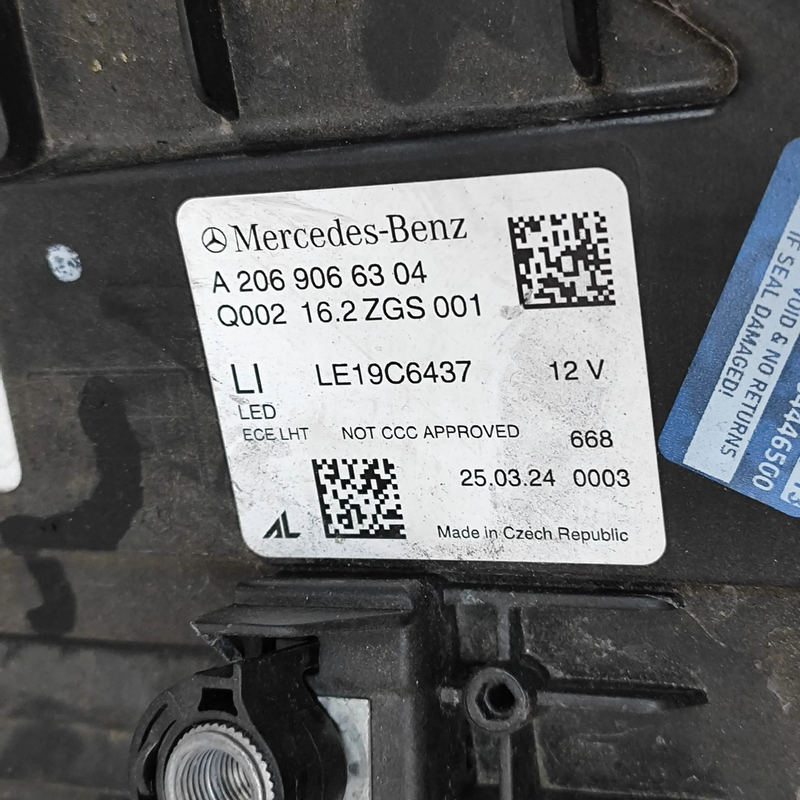 Mercedes-Benz
A 206 906 63 04
Q002 16.2 ZGS 001
LI LE19C6437 12 V
LED
ECE LHT NOT CCC APPROVED 668
25.03.24 0003
AL Made in Czech Republic
VOID & NO RETURNS
IF SEAL DAMAGED!